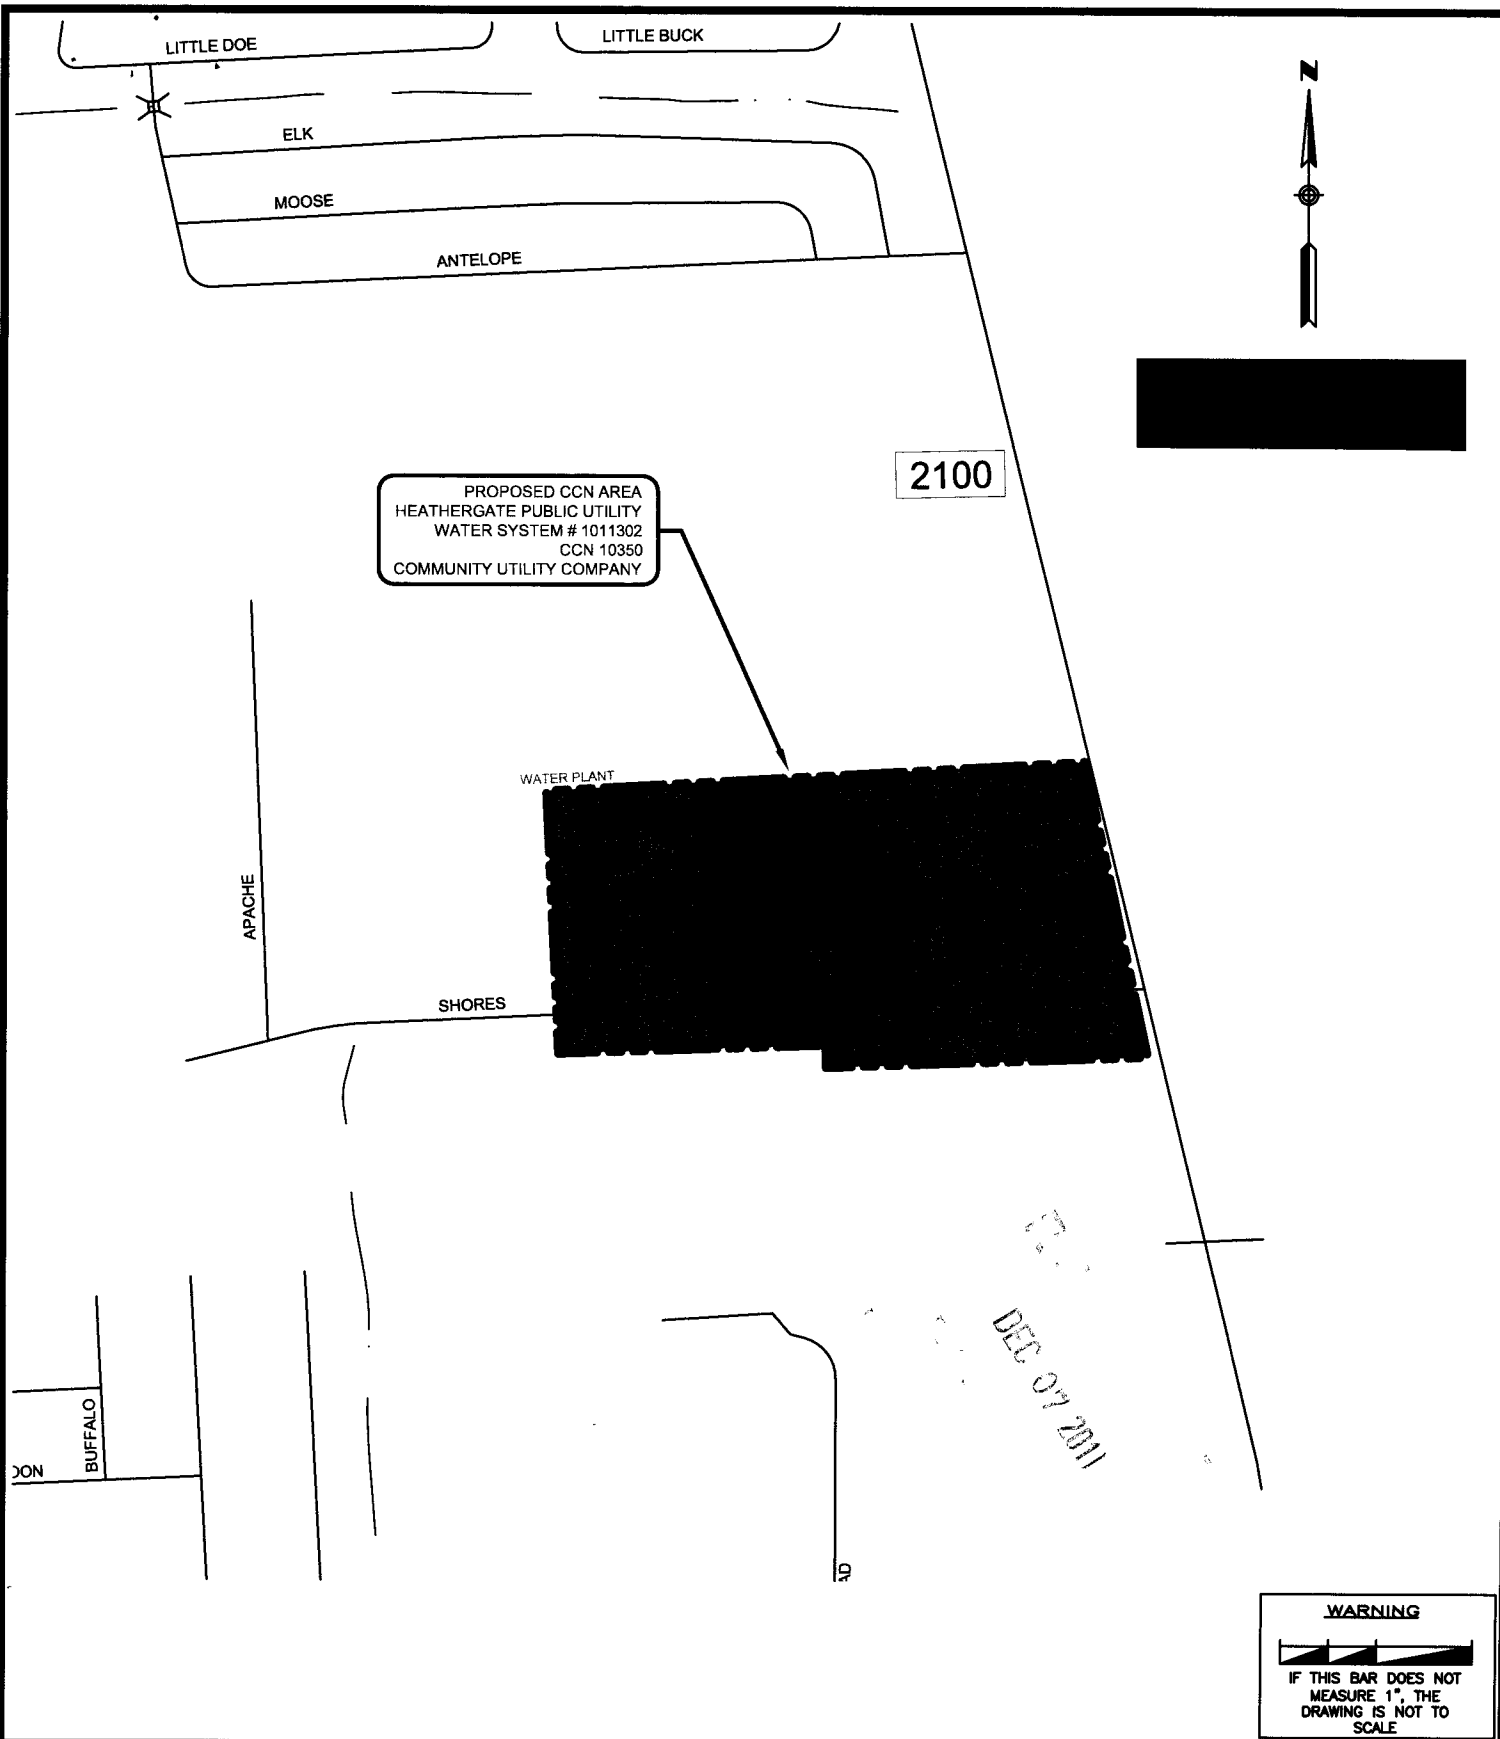 LITTLE DOE
LITTLE BUCK
N
ELK
MOOSE
ANTELOPE
2100
PROPOSED CCN AREA
HEATHERGATE PUBLIC UTILITY
WATER SYSTEM # 1011302
CCN 10350
COMMUNITY UTILITY COMPANY
WATER PLANT
APACHE
SHORES
DEC 07 2011
BUFFALO
DON
AD
WARNING
IF THIS BAR DOES NOT
MEASURE 1", THE
DRAWING IS NOT TO
SCALE